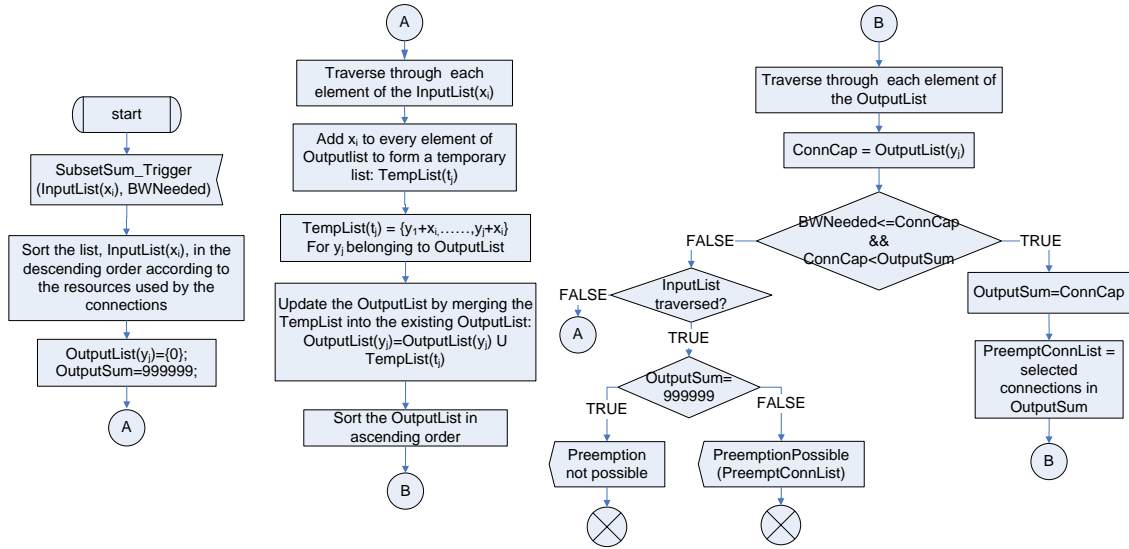 start
SubsetSum_Trigger
(InputList(xi), BWNeeded)
Sort the list, InputList(xi), in the
descending order according to
the resources used by the
connections
OutputList(yj)={0};
OutputSum=999999;
A
A
Traverse through each
element of the InputList(xi)
Add xi to every element of
Outputlist to form a temporary
list: TempList(tj)
TempList(tj) = {y1+xi,......,yj+xi}
For yj belonging to OutputList
Update the OutputList by merging the
TempList into the existing OutputList:
OutputList(yj)=OutputList(yj) U
TempList(tj)
Sort the OutputList in
ascending order
B
B
Traverse through each element of
the OutputList
ConnCap = OutputList(yj)
BWNeeded<=ConnCap
&&
ConnCap<OutputSum
FALSE
TRUE
InputList
traversed?
FALSE
A
TRUE
OutputSum=
999999
TRUE
FALSE
Preemption
not possible
PreemptionPossible
(PreemptConnList)
OutputSum=ConnCap
PreemptConnList =
selected
connections in
OutputSum
B